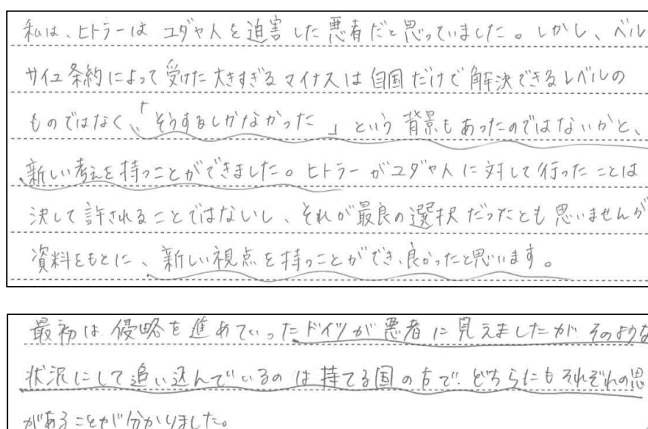 私は、ヒトラーは ユダヤ人を迫害した悪者だと思っていました。しかし、ベル
サイユ条約によって受けた大きすぎるマイナスは自国だけで解決できるレベルの
ものではなく、「そうするしかなかった」という背景もあったのではないかと、
新しい考えを持つことができました。ヒトラーがユダヤ人に対して行ったことは
決して許されることではないし、それが最良の選択だったとも思いませんが
資料をもとに、新しい視点を持つことができ、良かったと思います。
最初は侵略を進めていったドイツが悪者に見えましたが そのような
状況にして追い込んでいるのは持てる国の方で、どちらにもそれぞれの思
があることが分かりました。